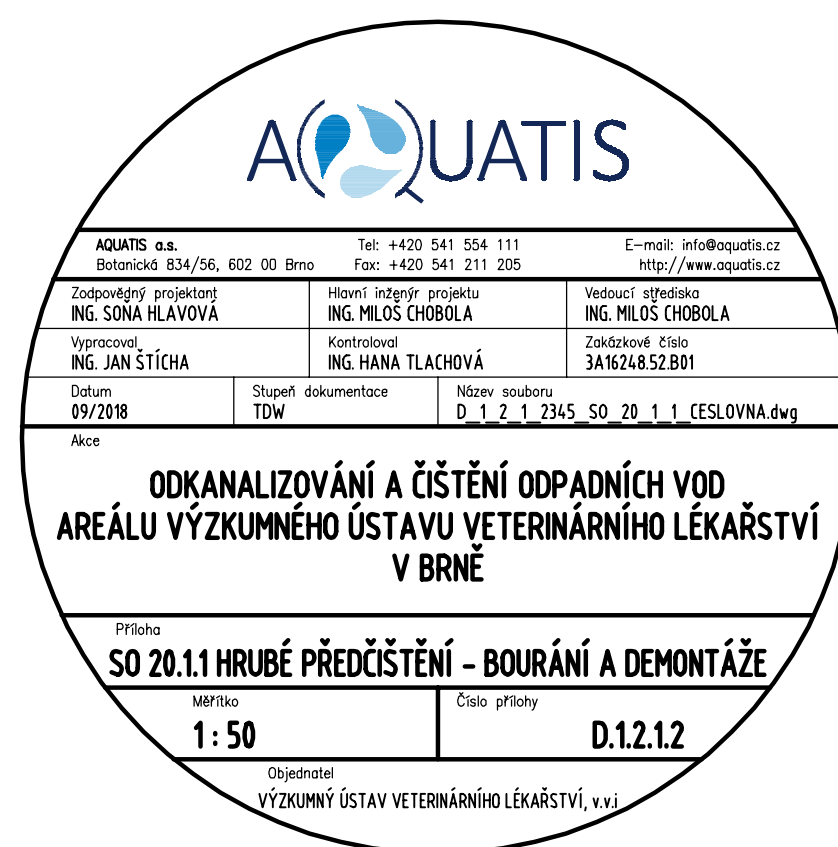 AQUATIS
AQUATIS a.s. Tel: +420 541 554 111 E-mail: info@aquatis.cz
Botanická 834/56, 602 00 Brno Fax: +420 541 211 205 http://www.aquatis.cz
Zodpovědný projektant Hlavní inženýr projektu Vedoucí střediska
ING. SOŇA HLAVOVÁ ING. MILOŠ CHOBOLA ING. MILOŠ CHOBOLA
Vypracoval Kontroloval Zakázkové číslo
ING. JAN ŠTÍCHA ING. HANA TLACHOVÁ 3A16248.52.B01
Datum Stupeň dokumentace Název souboru
09/2018 TDW D_1_2_1_2345_SO_20_1_1_CESLOVNA.dwg
Akce
ODKANALIZOVÁNÍ A ČIŠTĚNÍ ODPADNÍCH VOD
AREÁLU VÝZKUMNÉHO ÚSTAVU VETERINÁRNÍHO LÉKAŘSTVÍ
V BRNĚ
Příloha
SO 20.1.1 HRUBÉ PŘEDČIŠTĚNÍ - BOURÁNÍ A DEMONTÁŽE
Měřítko Číslo přílohy
1 : 50 D.1.2.1.2
Objednatel
VÝZKUMNÝ ÚSTAV VETERINÁRNÍHO LÉKAŘSTVÍ, v.v.i